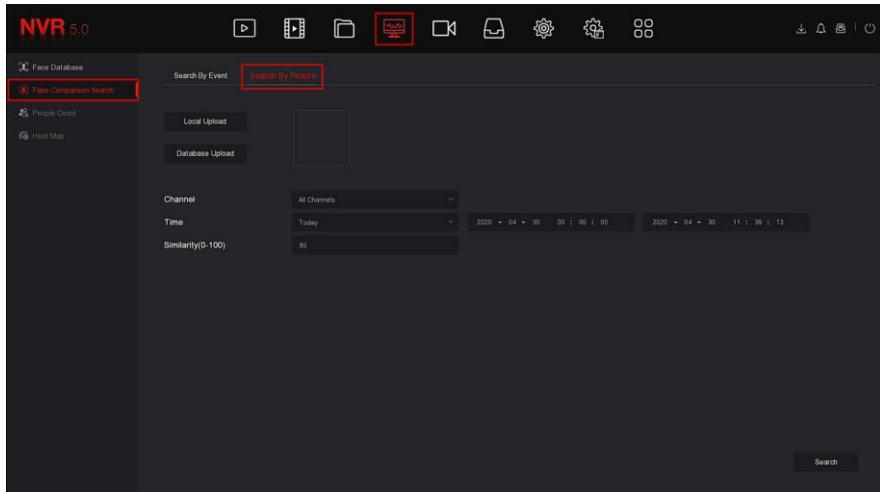 NVR 5.0
Face Database
Face Comparison Search
People Count
Heat Map
Search By Event Search By Picture
Local Upload
Database Upload
Channel All Channels
Time Today 2020 - 04 - 30 00 : 00 : 00 2020 - 04 - 30 11 : 39 : 13
Similarity(0-100) 80
Search